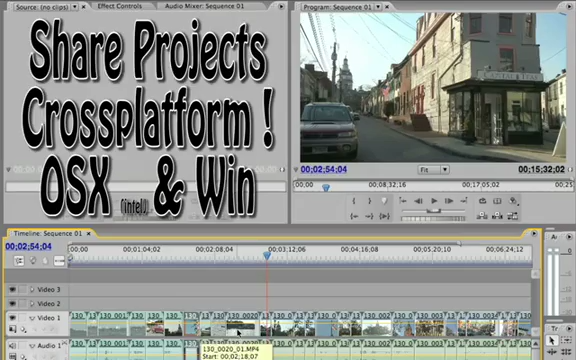 Source: (no clips)
Effect Controls
Audio Mixer: Sequence 01
Program: Sequence 01
Share Projects
Crossplatform !
OSX (intel) & Win
00;02;54;04
Fit
00;15;32;02
00;00
00;08;32;16
00;17;05;02
00;25
Timeline: Sequence 01
00;02;54;04
00;00
00;01;04;02
00;02;08;04
00;03;12;06
00;04;16;08
00;05;20;10
00;06;24;12
Video 3
Video 2
Video 1
Audio 1
130_0020_01.MP4
Start: 00;02;18;07